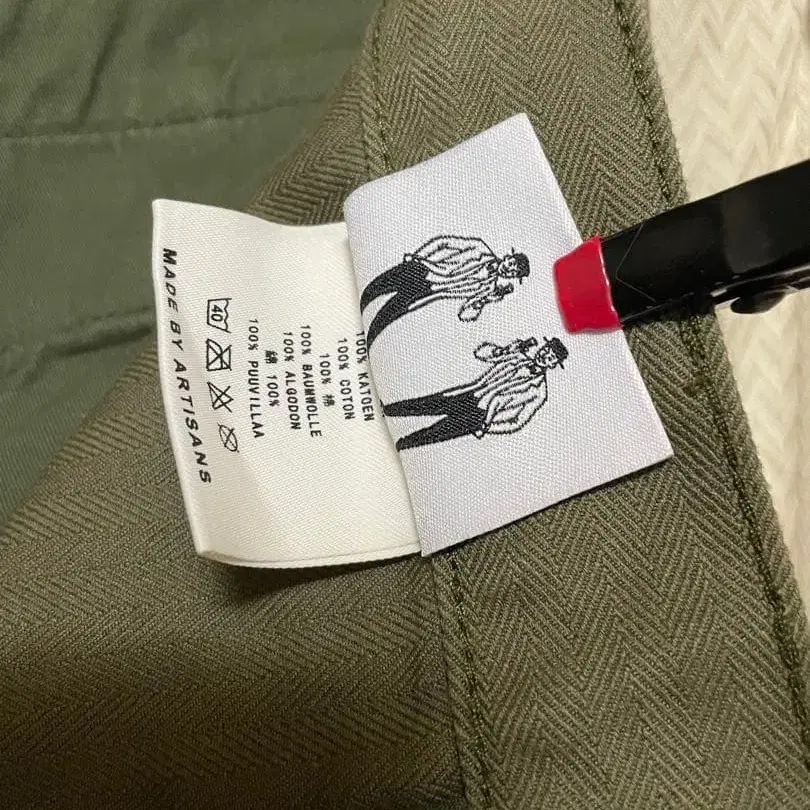 100% KATOEN
100% COTON
100% 棉
100% BAUMWOLLE
100% ALGODON
綿 100%
100% PUUVILLAA
40
MADE BY ARTISANS